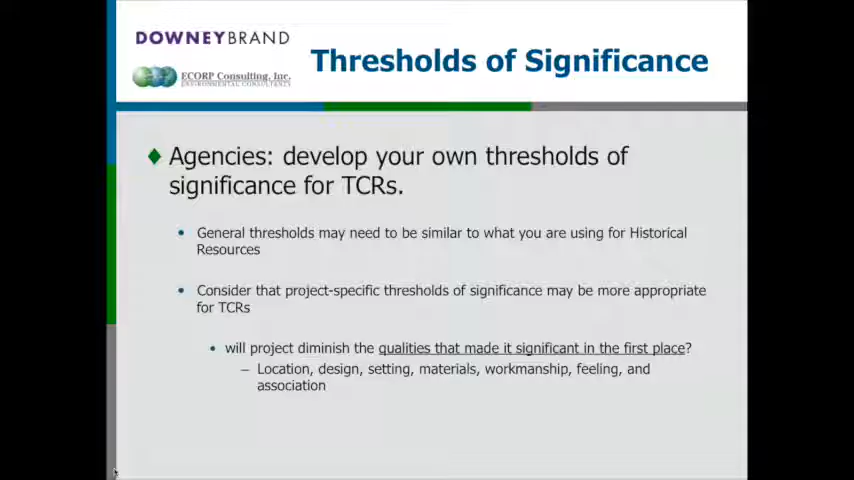 DOWNEYBRAND
ECORP Consulting, Inc.
ENVIRONMENTAL CONSULTANTS
Thresholds of Significance
Agencies: develop your own thresholds of
significance for TCRs.
General thresholds may need to be similar to what you are using for Historical
Resources
Consider that project-specific thresholds of significance may be more appropriate
for TCRs
will project diminish the qualities that made it significant in the first place?
– Location, design, setting, materials, workmanship, feeling, and
association